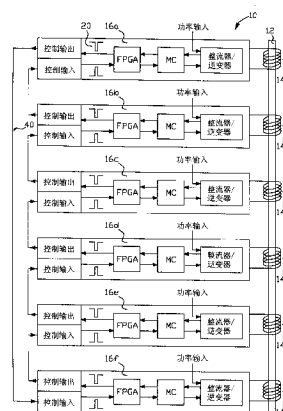 10
16a
功率输入
20
12
控制输出
FPGA
MC
整流器/
逆变器
控制输入
14
40
16b
功率输入
控制输出
FPGA
MC
整流器/
逆变器
控制输入
14
16c
功率输入
控制输出
FPGA
MC
整流器/
逆变器
控制输入
14
16d
功率输入
控制输出
FPGA
MC
整流器/
逆变器
控制输入
14
16e
功率输入
控制输出
FPGA
MC
整流器/
逆变器
控制输入
14
16f
功率输入
控制输出
FPGA
MC
整流器/
逆变器
控制输入
14